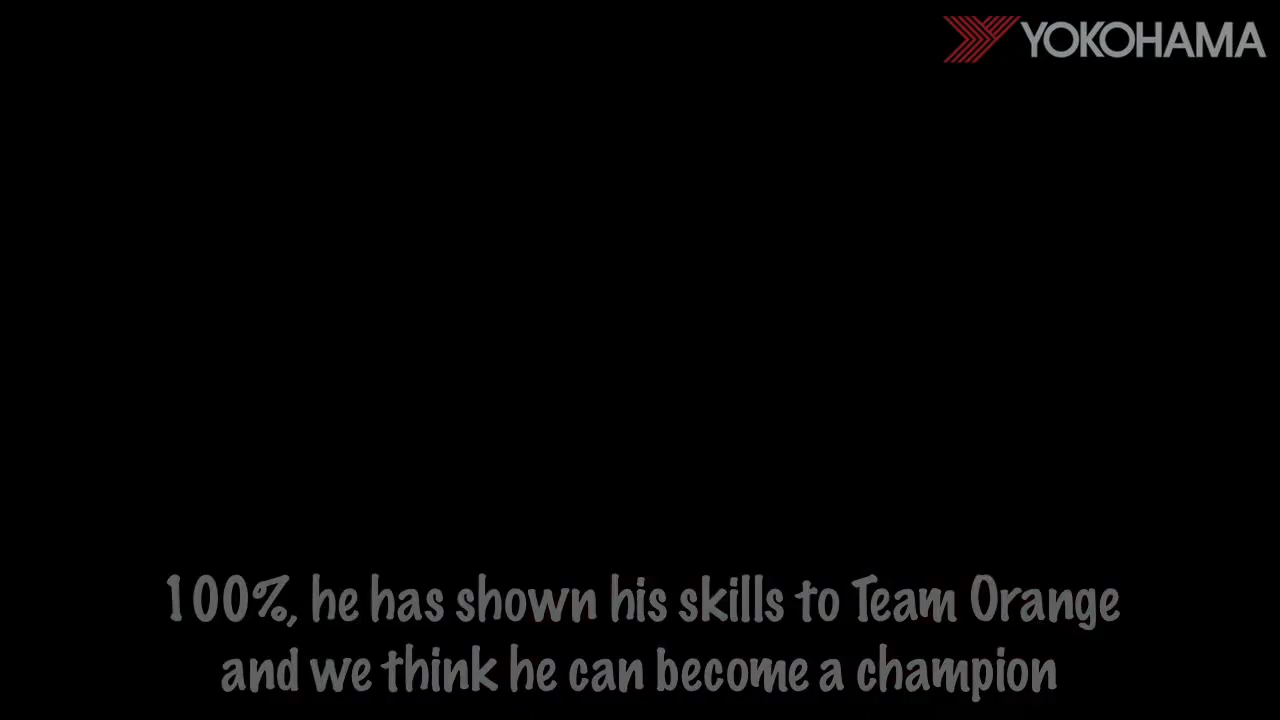 YOKOHAMA
100%, he has shown his skills to Team Orange
and we think he can become a champion